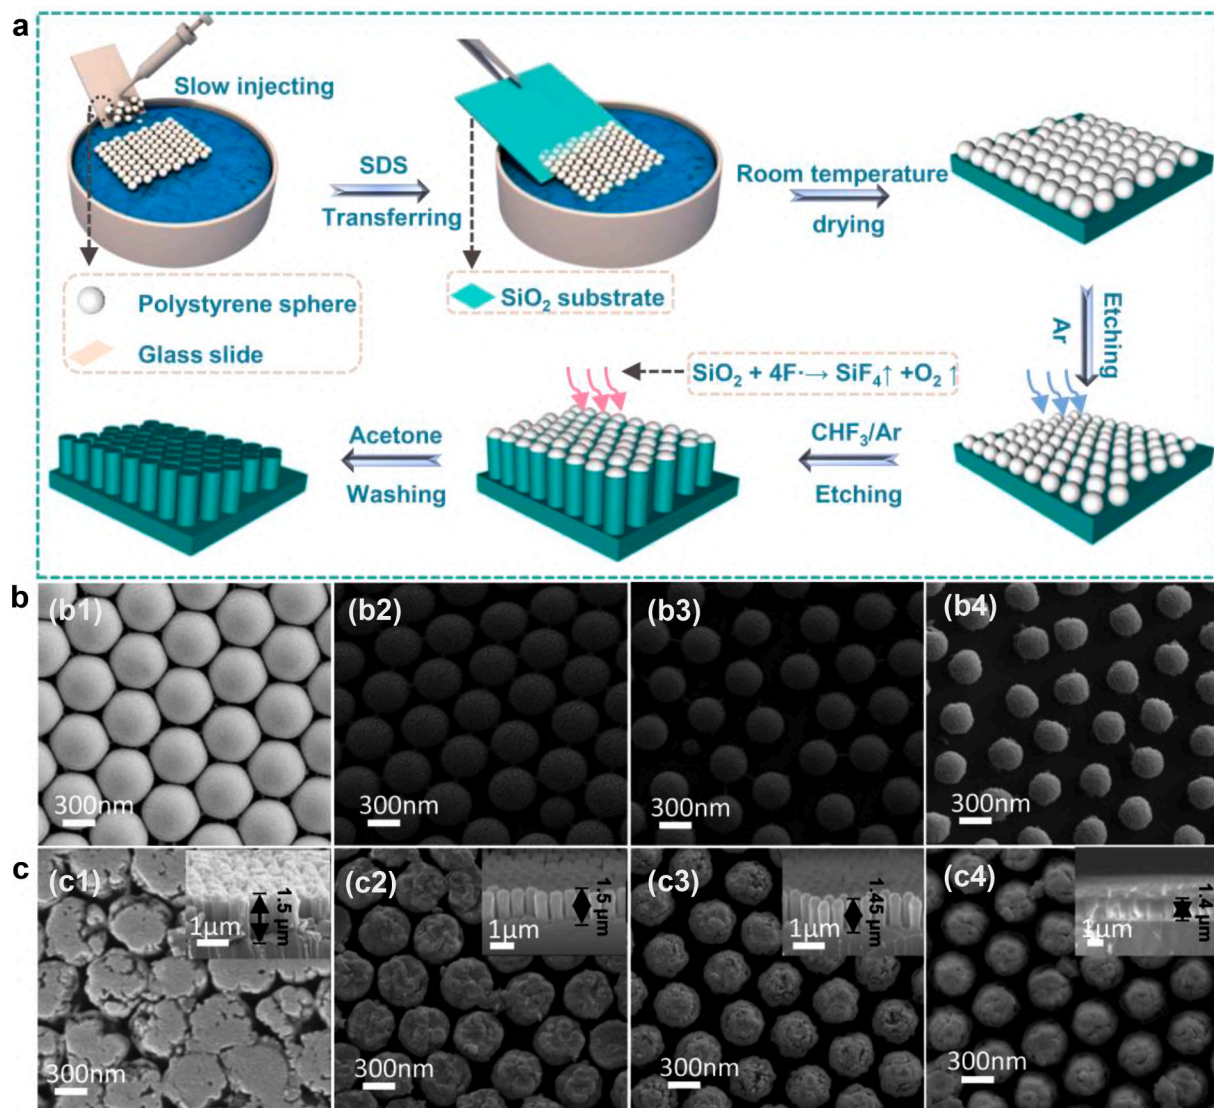 a
Slow injecting
SDS
Transferring
Room temperature
drying
Polystyrene sphere
Glass slide
SiO₂ substrate
Etching
Ar
SiO₂ + 4F·→ SiF₄↑ +O₂ ↑
Acetone
Washing
CHF₃/Ar
Etching
b
(b1)
300nm
(b2)
300nm
(b3)
300nm
(b4)
300nm
c
(c1)
1.5 μm
1μm
300nm
(c2)
1.5 μm
1μm
300nm
(c3)
1.45 μm
1μm
300nm
(c4)
1.4 μm
1μm
300nm